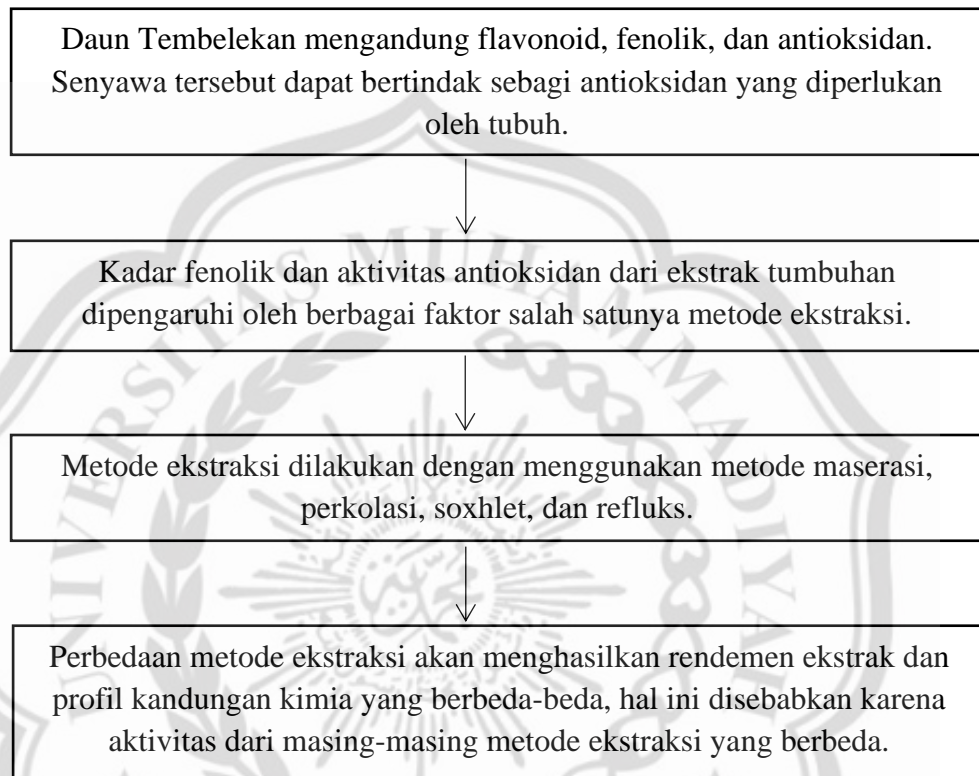 Daun Tembelekan mengandung flavonoid, fenolik, dan antioksidan.
Senyawa tersebut dapat bertindak sebagi antioksidan yang diperlukan
oleh tubuh.
Kadar fenolik dan aktivitas antioksidan dari ekstrak tumbuhan
dipengaruhi oleh berbagai faktor salah satunya metode ekstraksi.
Metode ekstraksi dilakukan dengan menggunakan metode maserasi,
perkolasi, soxhlet, dan refluks.
Perbedaan metode ekstraksi akan menghasilkan rendemen ekstrak dan
profil kandungan kimia yang berbeda-beda, hal ini disebabkan karena
aktivitas dari masing-masing metode ekstraksi yang berbeda.
UNIVERSITAS MUHAMMADIYAH